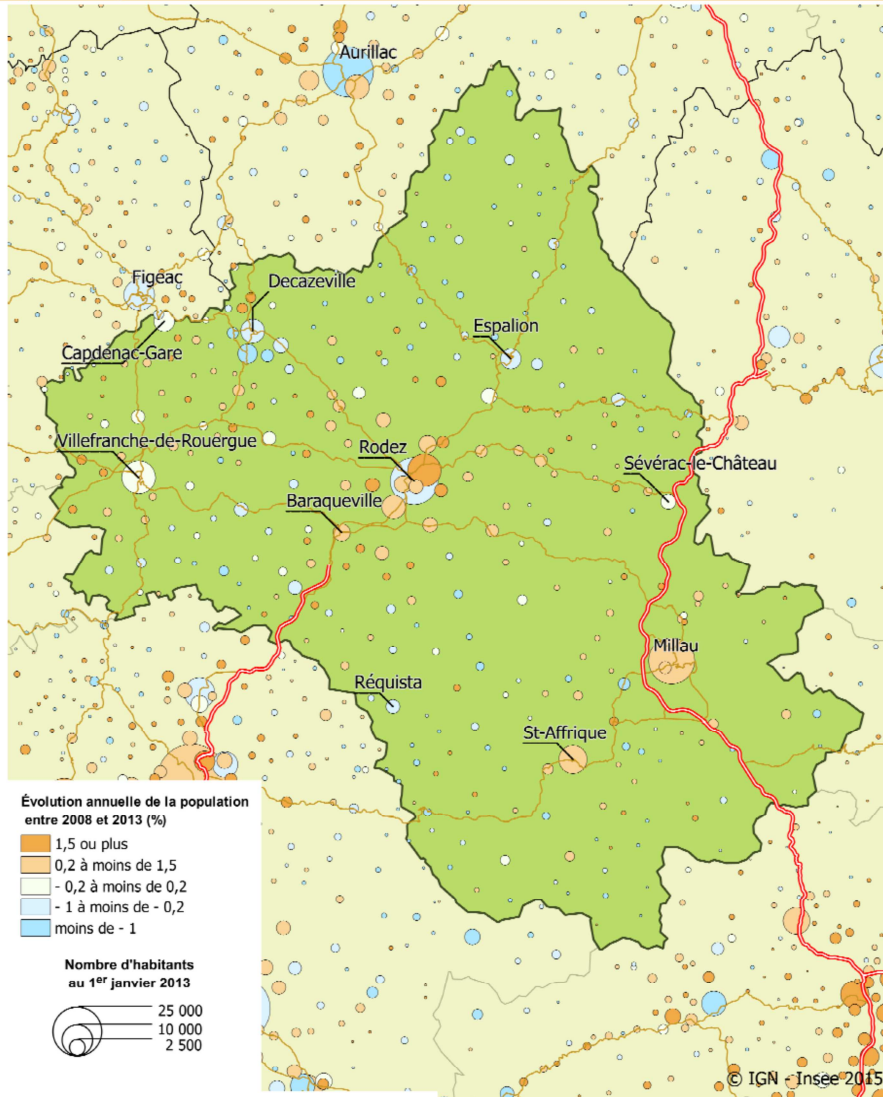 Aurillac
Figeac
Decazeville
Espalion
Capdenac-Gare
Villefranche-de-Rouergue
Rodez
Sévérac-le-Château
Baraqueville
Millau
Réquista
St-Affrique
Évolution annuelle de la population
entre 2008 et 2013 (%)
1,5 ou plus
0,2 à moins de 1,5
- 0,2 à moins de 0,2
- 1 à moins de - 0,2
moins de - 1
Nombre d'habitants
au 1er janvier 2013
25 000
10 000
2 500
© IGN - Insee 2015